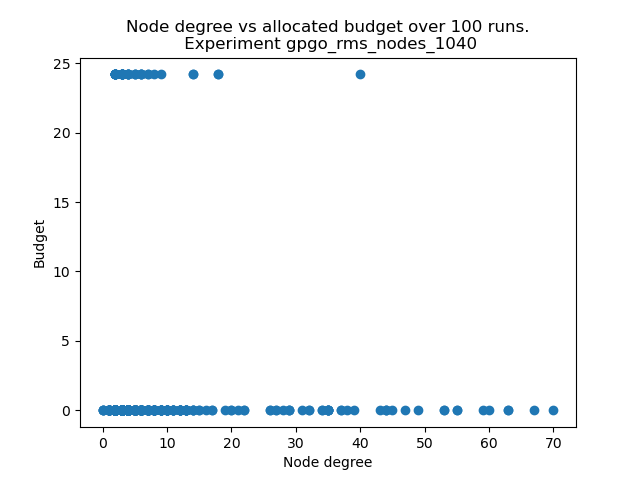 Node degree vs allocated budget over 100 runs.
Experiment gpgo_rms_nodes_1040
25
20
15
10
5
0
Budget
0 10 20 30 40 50 60 70
Node degree